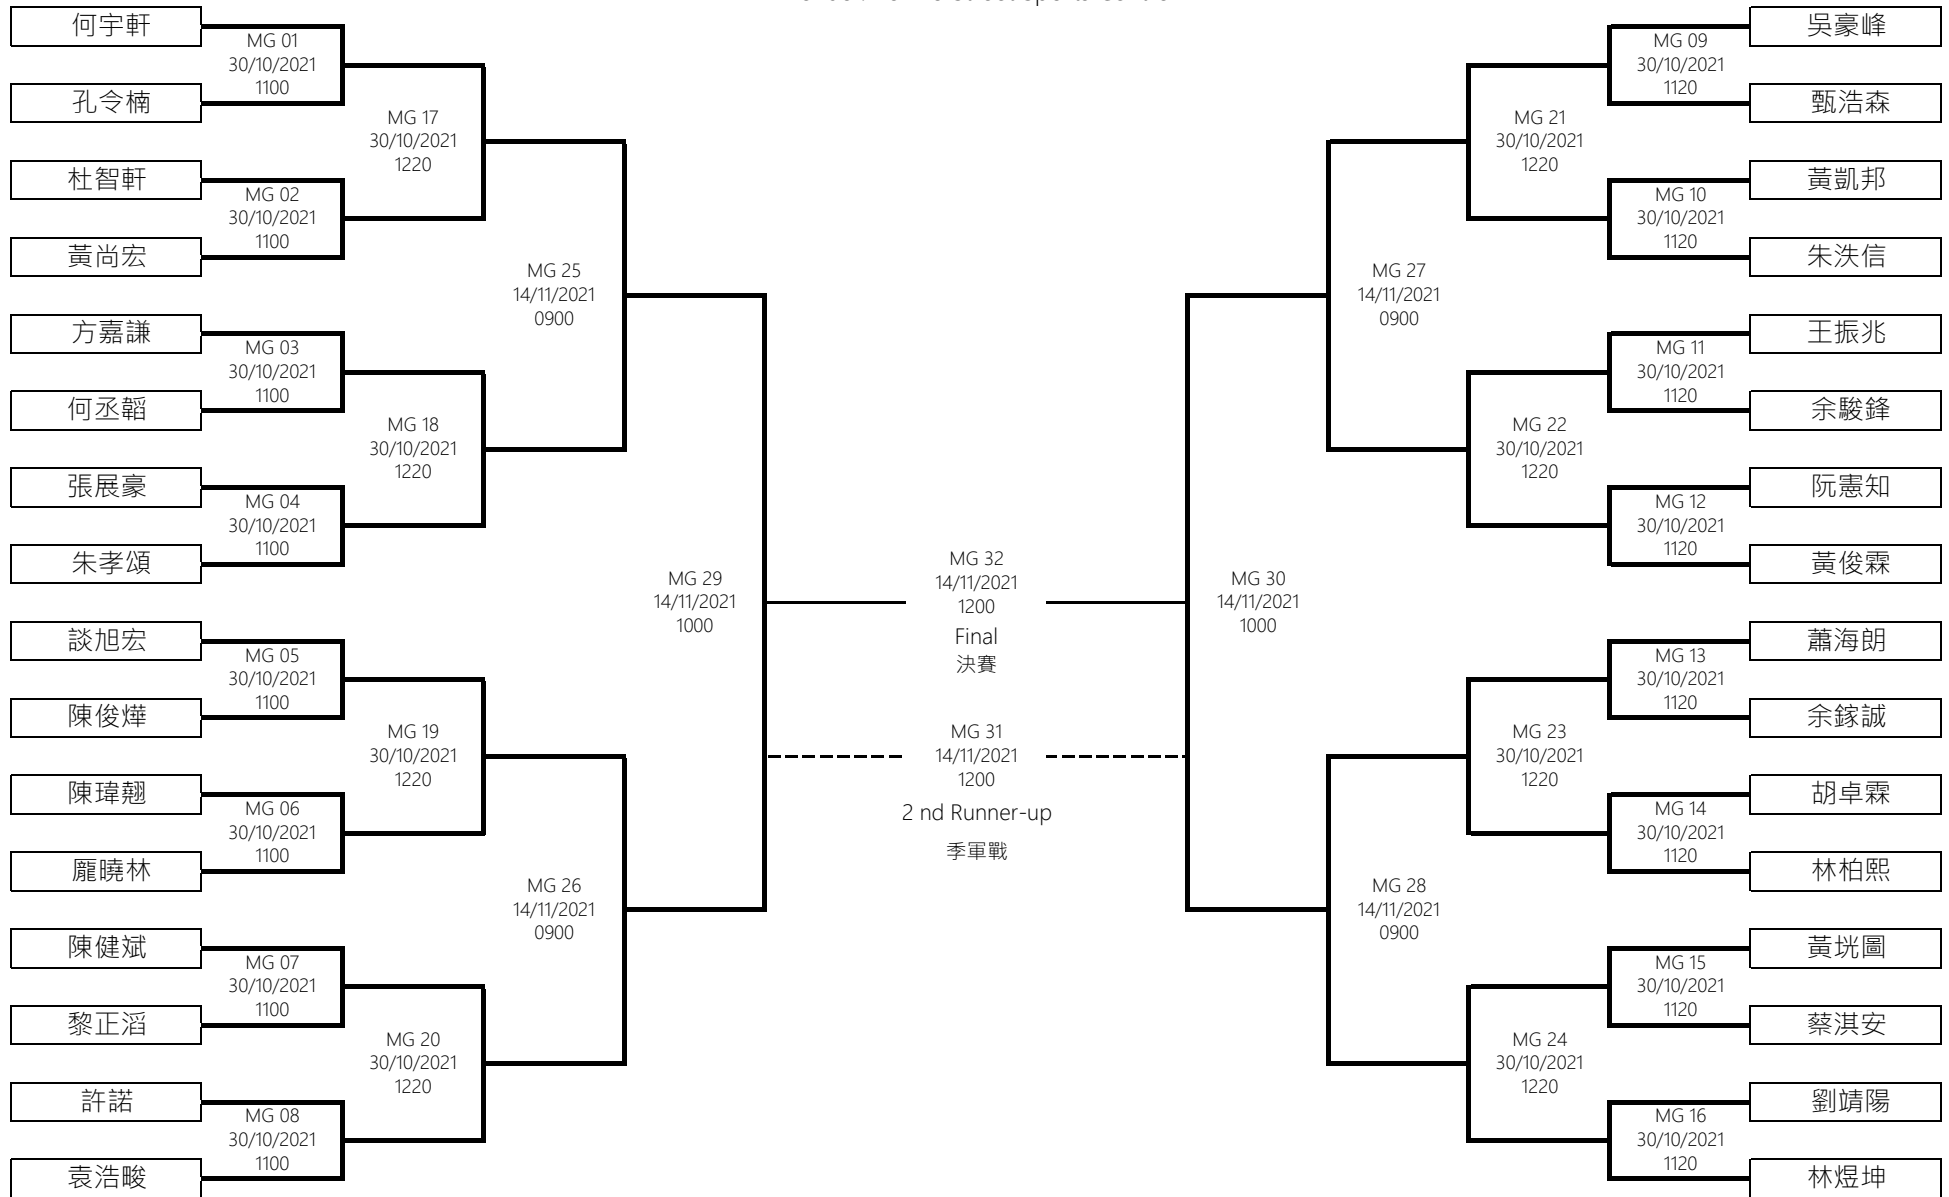 何宇軒
MG 01
30/10/2021
1100
孔令楠
MG 17
30/10/2021
1220
杜智軒
MG 02
30/10/2021
1100
黃尚宏
MG 25
14/11/2021
0900
方嘉謙
MG 03
30/10/2021
1100
何丞韜
MG 18
30/10/2021
1220
張展豪
MG 04
30/10/2021
1100
朱孝頌
MG 29
14/11/2021
1000
談旭宏
MG 05
30/10/2021
1100
陳俊燁
MG 19
30/10/2021
1220
陳瑋翹
MG 06
30/10/2021
1100
龐曉林
MG 26
14/11/2021
0900
陳健斌
MG 07
30/10/2021
1100
黎正滔
MG 20
30/10/2021
1220
許諾
MG 08
30/10/2021
1100
袁浩畯
MG 32
14/11/2021
1200
Final
決賽
MG 31
14/11/2021
1200
2 nd Runner-up
季軍戰
吳豪峰
MG 09
30/10/2021
1120
甄浩森
MG 21
30/10/2021
1220
黃凱邦
MG 10
30/10/2021
1120
朱泆信
MG 27
14/11/2021
0900
王振兆
MG 11
30/10/2021
1120
余駿鋒
MG 22
30/10/2021
1220
阮憲知
MG 12
30/10/2021
1120
黃俊霖
MG 30
14/11/2021
1000
蕭海朗
MG 13
30/10/2021
1120
余鎵誠
MG 23
30/10/2021
1220
胡卓霖
MG 14
30/10/2021
1120
林柏熙
MG 28
14/11/2021
0900
黃垙圖
MG 15
30/10/2021
1120
蔡淇安
MG 24
30/10/2021
1220
劉靖陽
MG 16
30/10/2021
1120
林煜坤